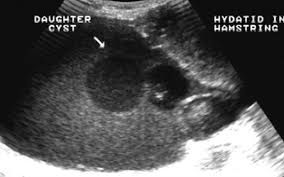 DAUGHTER
CYST
HYDATID IN
HAMSTRING